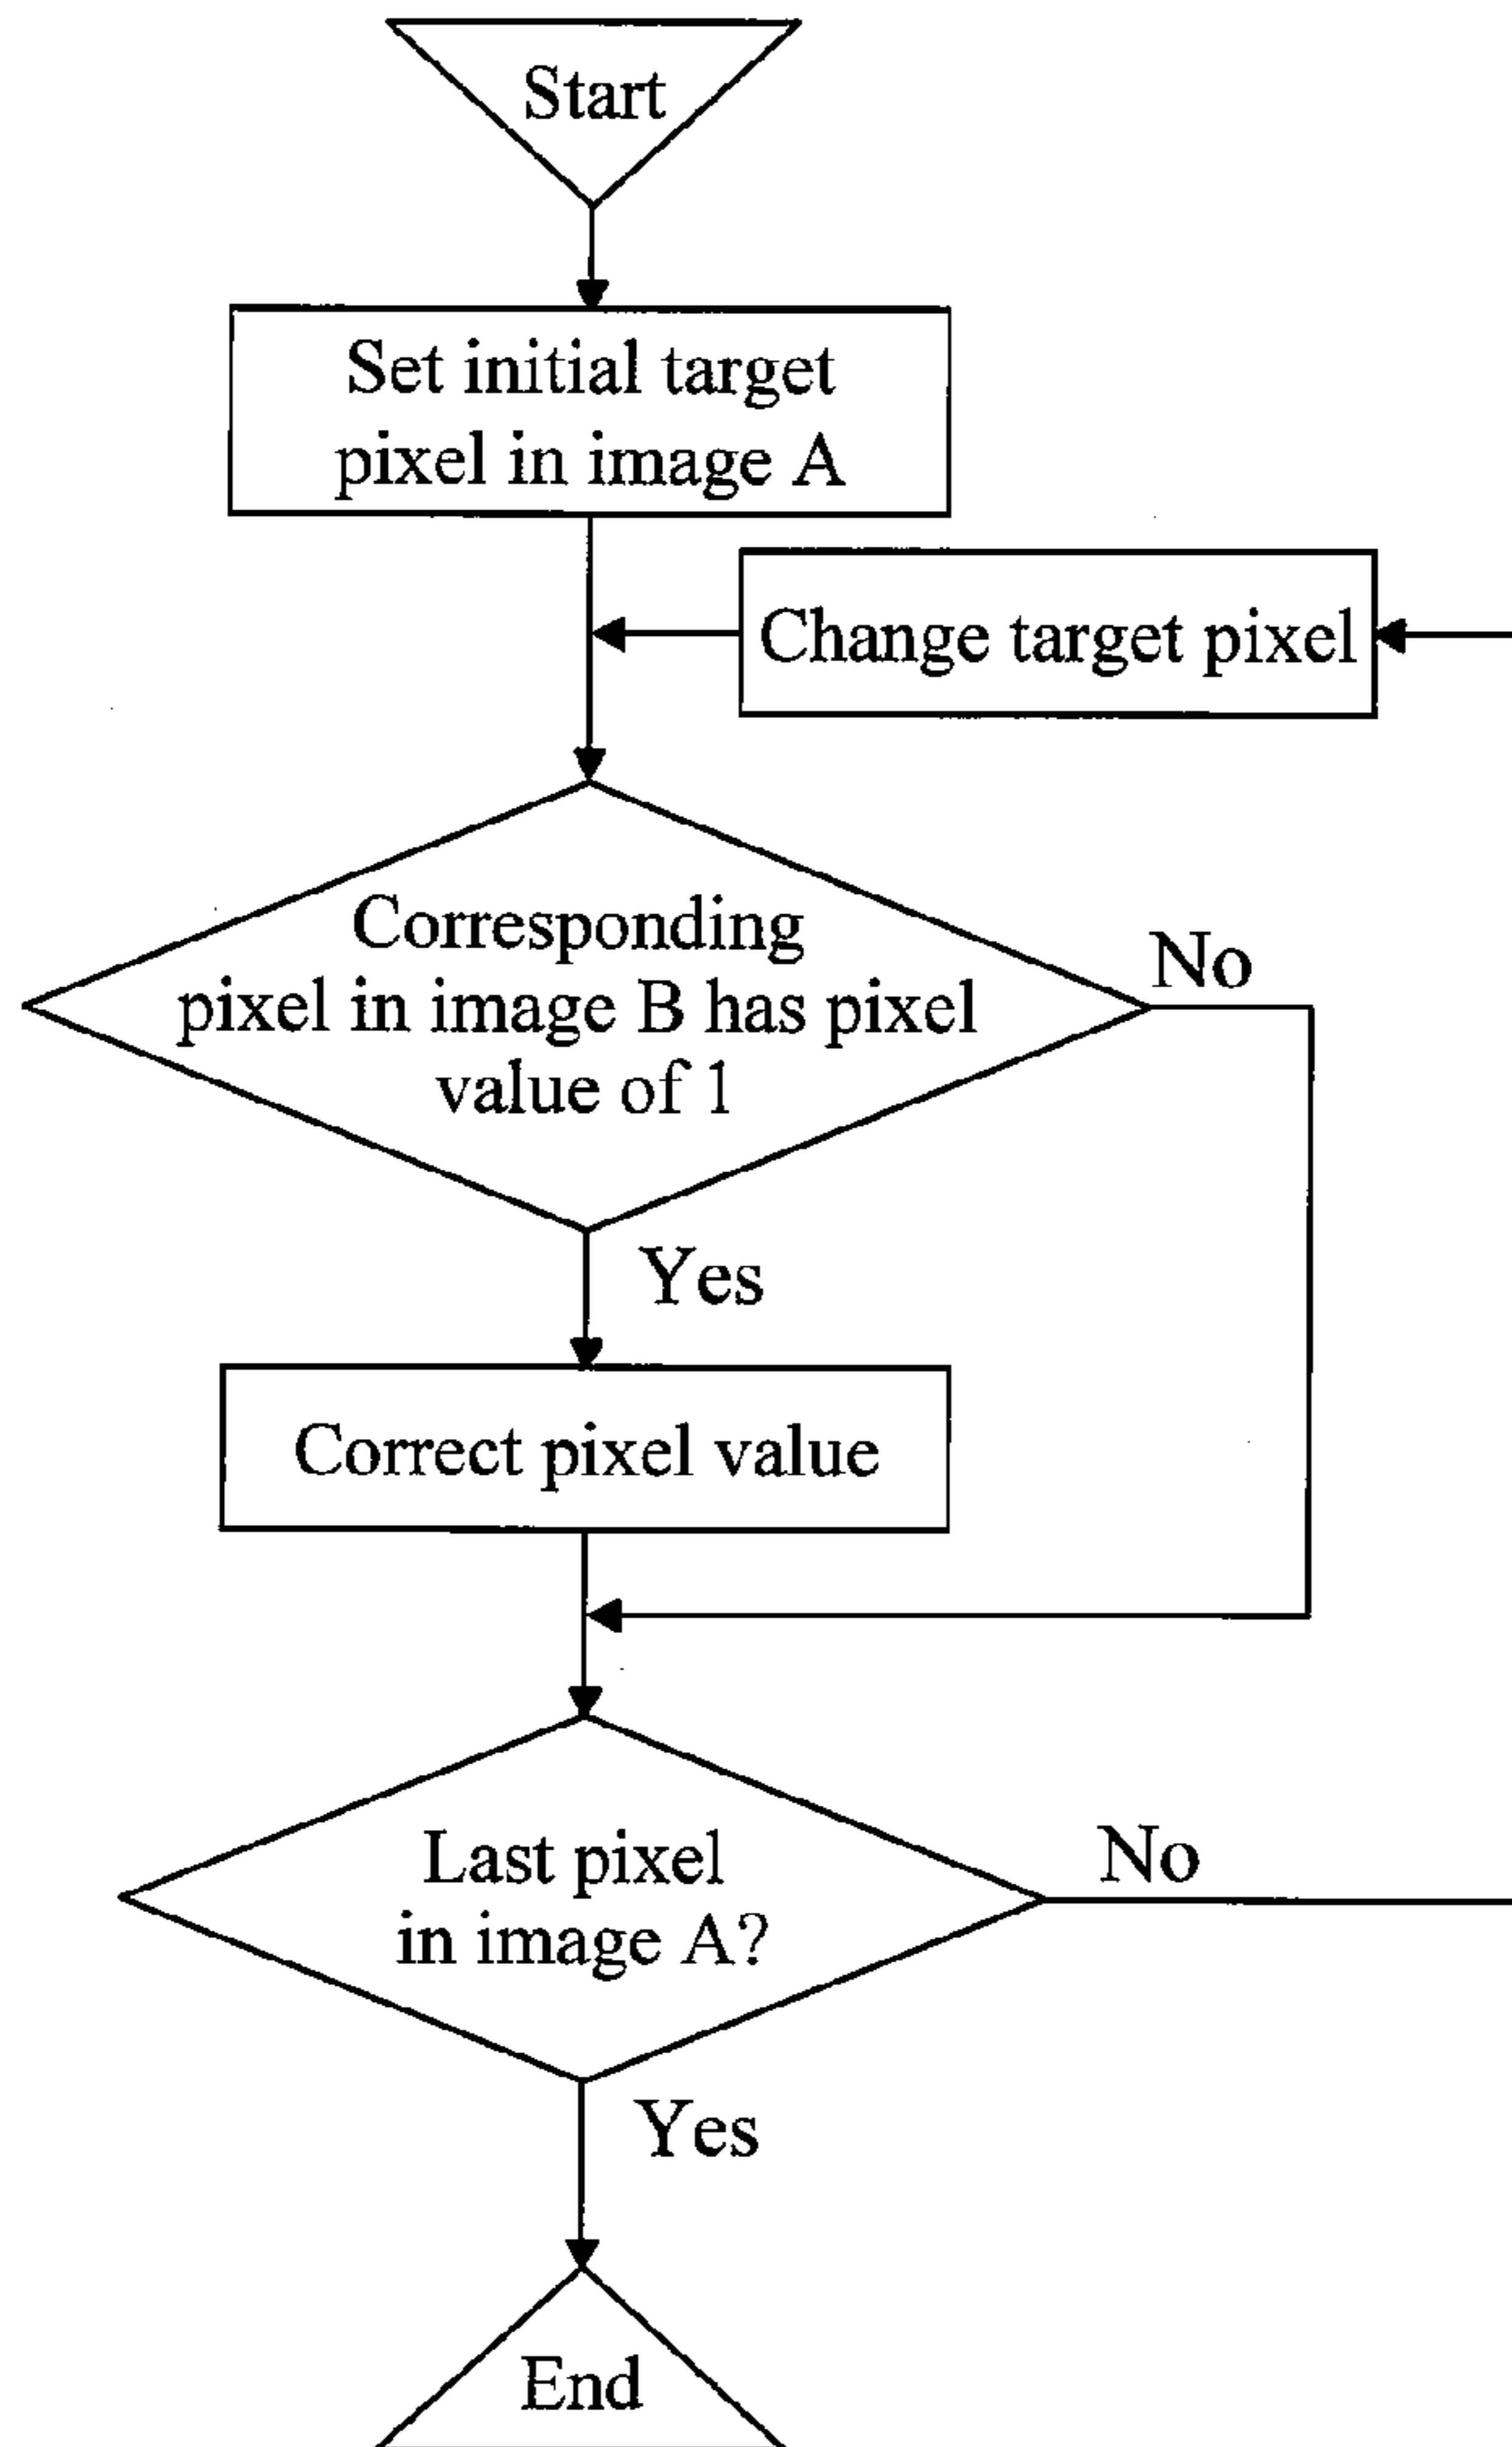 Start
Set initial target
pixel in image A
Change target pixel
Corresponding
pixel in image B has pixel
value of 1
No
Yes
Correct pixel value
Last pixel
in image A?
No
Yes
End